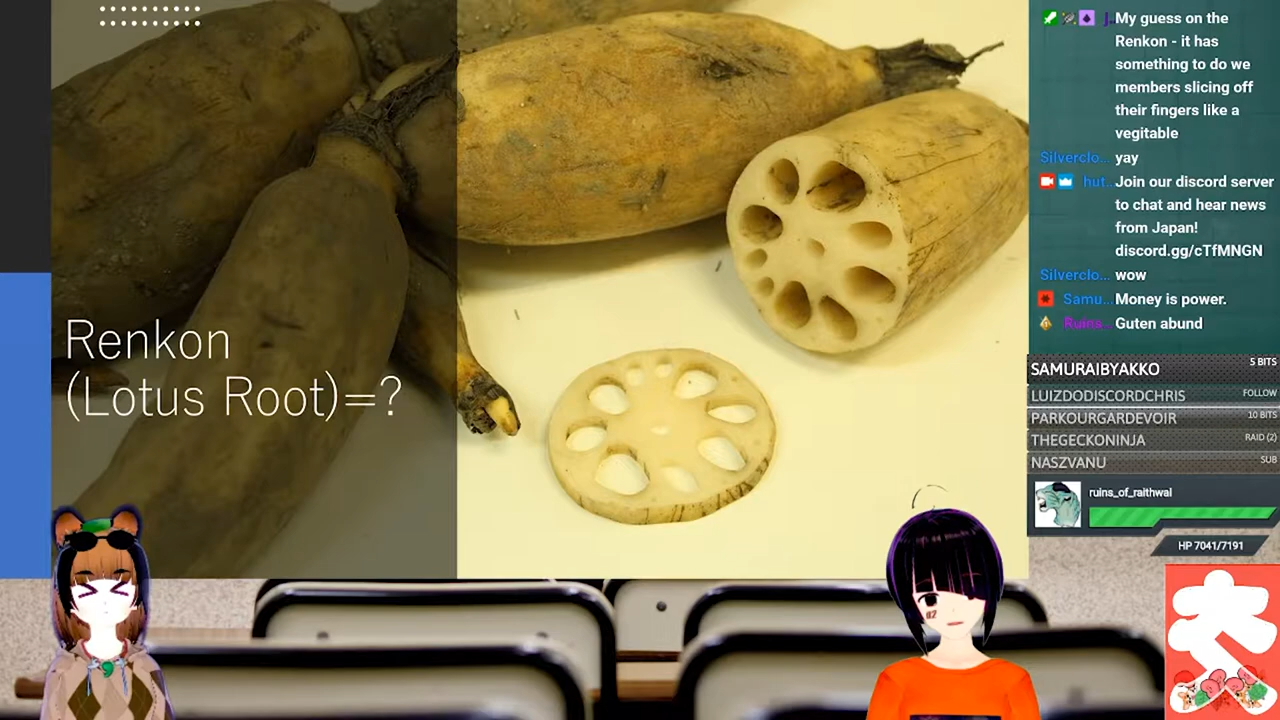 Renkon
(Lotus Root)=?
My guess on the
Renkon - it has
something to do we
members slicing off
their fingers like a
vegitable
Silverclo... yay
hut... Join our discord server
to chat and hear news
from Japan!
discord.gg/cTfMNGN
Silverclo... wow
Samu... Money is power.
Ruins... Guten abund
SAMURAIBYAKKO 5 BITS
LUIZDODISCORDCHRIS FOLLOW
PARKOURGARDEVOIR 10 BITS
THEGECKONINJA RAID (2)
NASZVANU SUB
ruins_of_raithwal
HP 7041/7191